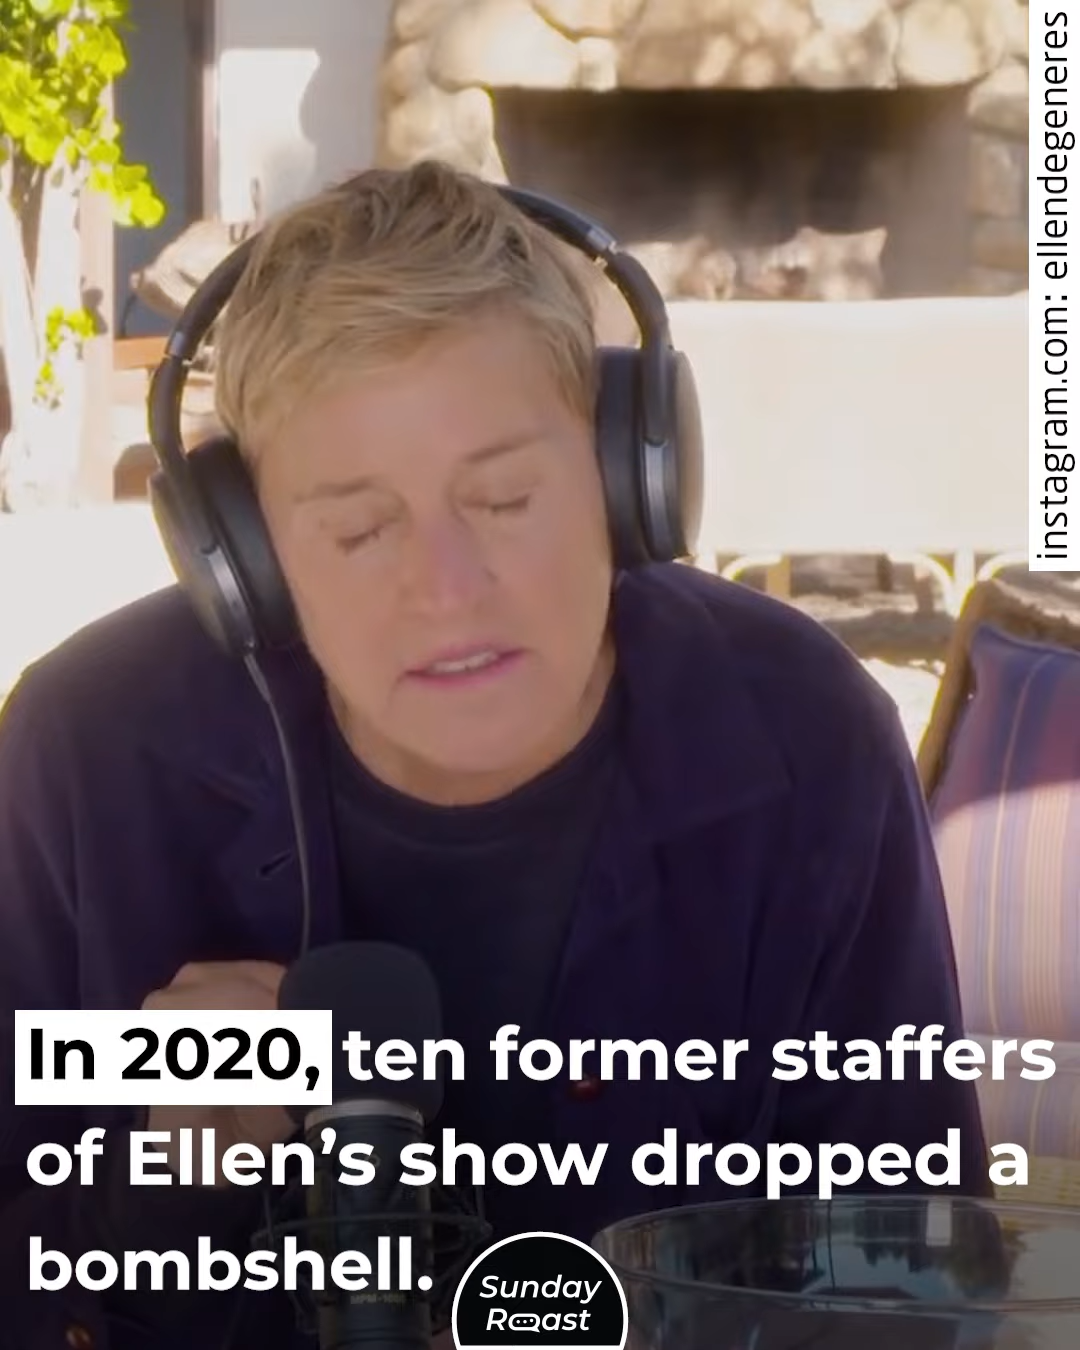 instagram.com: ellendegeneres
In 2020, ten former staffers
of Ellen’s show dropped a
bombshell.
Sunday
Roast